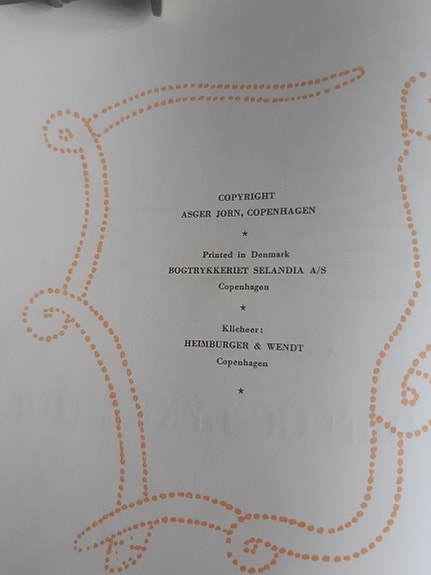 COPYRIGHT
ASGER JORN, COPENHAGEN
*
Printed in Denmark
BOGTRYKKERIET SELANDIA A/S
Copenhagen
*
Klicheer:
HEIMBURGER & WENDT
Copenhagen
*